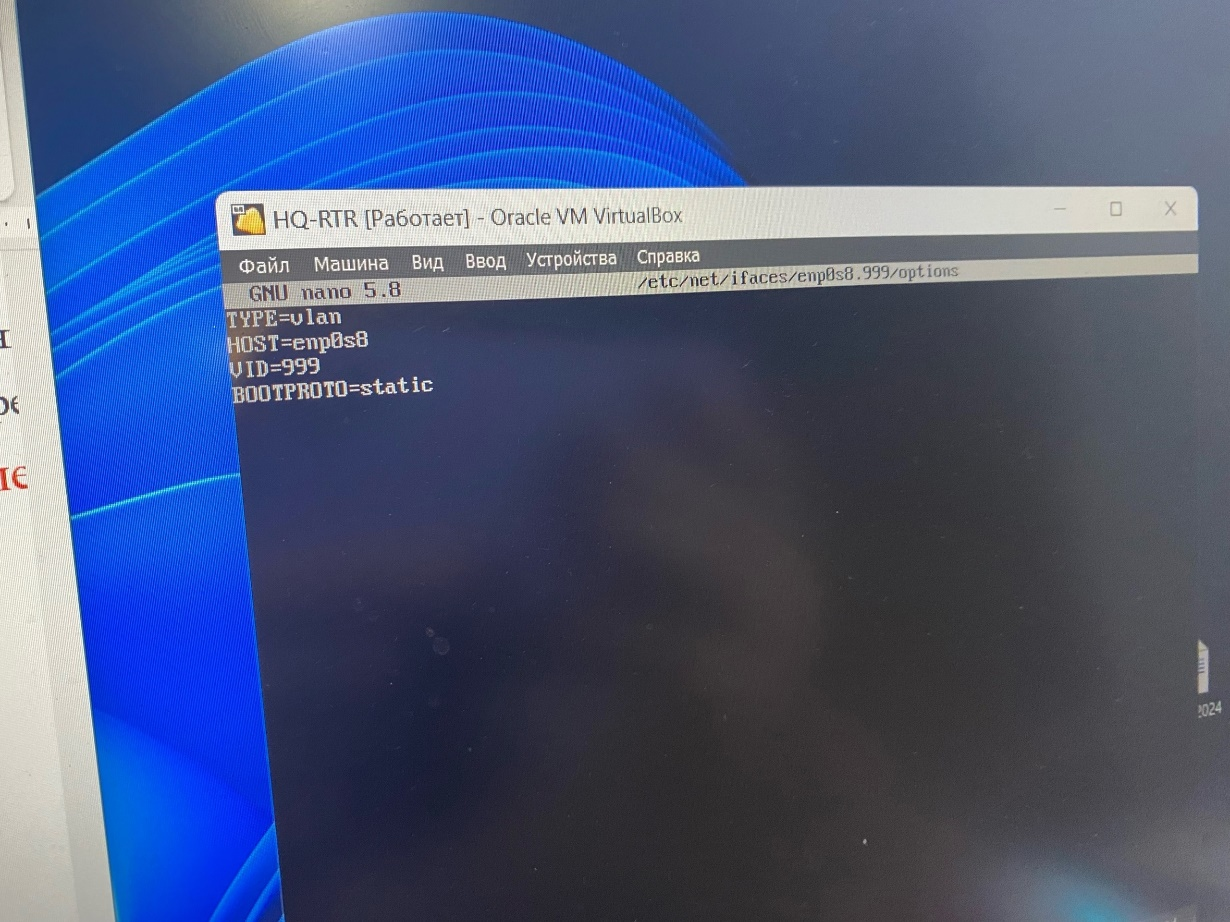 HQ-RTR [Работает] - Oracle VM VirtualBox
Файл Машина Вид Ввод Устройства Справка
GNU nano 5.8 /etc/net/ifaces/enp0s8.999/options
TYPE=vlan
HOST=enp0s8
VID=999
BOOTPROTO=static
2024